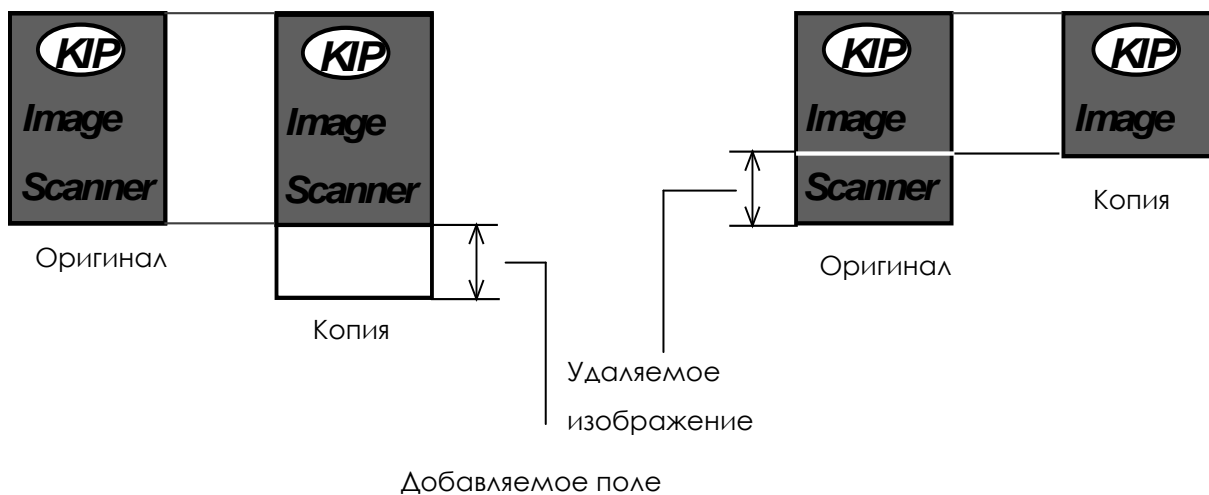 KIP
Image
Scanner
Оригинал
KIP
Image
Scanner
Копия
Добавляемое поле
KIP
Image
Scanner
Оригинал
KIP
Image
Копия
Удаляемое
изображение